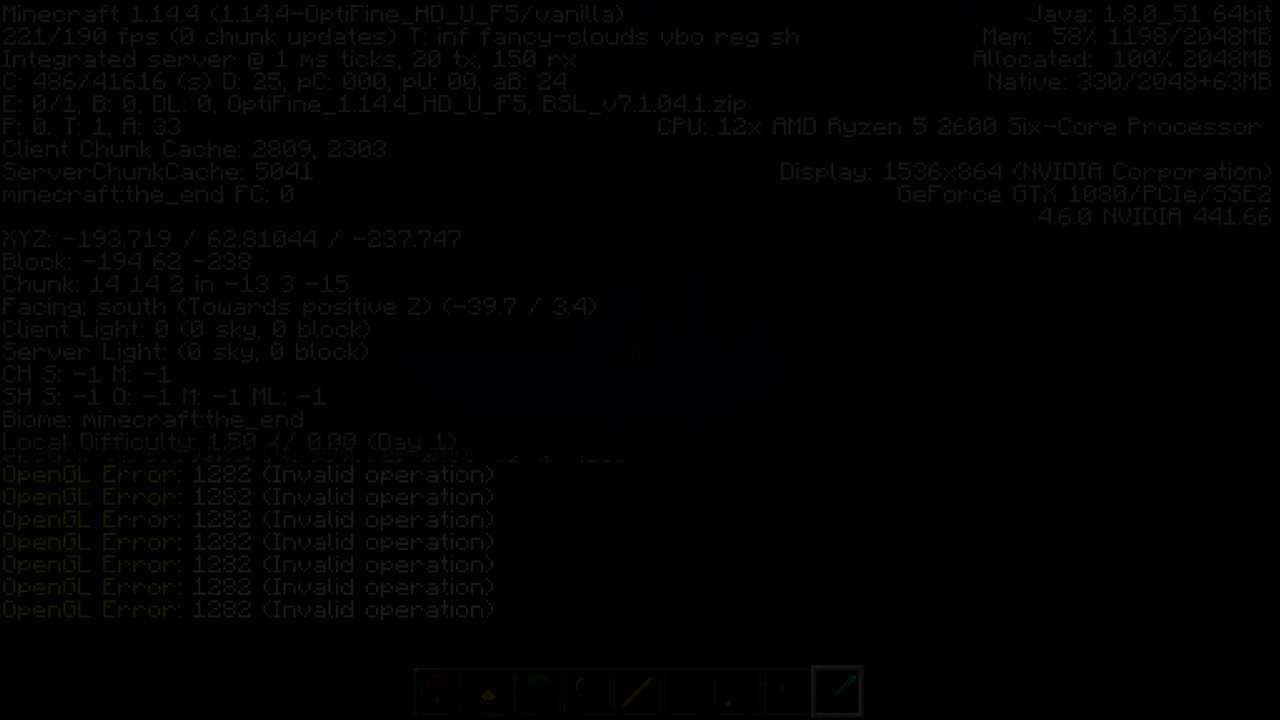 Minecraft 1.14.4 (1.14.4-OptiFine_HD_U_F5/vanilla)
221/190 fps (0 chunk updates) T: inf fancy-clouds vbo reg sh
Integrated server @ 1 ms ticks, 20 tx, 150 rx
C: 486/41616 (s) D: 25, pC: 000, pU: 00, aB: 24
E: 0/1, B: 0, DL: 0, OptiFine_1.14.4_HD_U_F5, BSL_v7.1.04.1.zip
P: 0. T: 1, A: 33
Client Chunk Cache: 2809, 2303
ServerChunkCache: 5041
minecraft:the_end FC: 0
XYZ: -193.719 / 62.81044 / -237.747
Block: -194 62 -238
Chunk: 14 14 2 in -13 3 -15
Facing: south (Towards positive Z) (-39.7 / 3.4)
Client Light: 0 (0 sky, 0 block)
Server Light: (0 sky, 0 block)
CH S: -1 M: -1
SH S: -1 O: -1 M: -1 ML: -1
Biome: minecraft:the_end
Local Difficulty: 1.50 // 0.00 (Day 1)
OpenGL Error: 1282 (Invalid operation)
OpenGL Error: 1282 (Invalid operation)
OpenGL Error: 1282 (Invalid operation)
OpenGL Error: 1282 (Invalid operation)
OpenGL Error: 1282 (Invalid operation)
OpenGL Error: 1282 (Invalid operation)
OpenGL Error: 1282 (Invalid operation)
Java: 1.8.0_51 64bit
Mem: 58% 1198/2048MB
Allocated: 100% 2048MB
Native: 330/2048+63MB
CPU: 12x AMD Ryzen 5 2600 Six-Core Processor
Display: 1536x864 (NVIDIA Corporation)
GeForce GTX 1080/PCIe/SSE2
4.6.0 NVIDIA 441.66